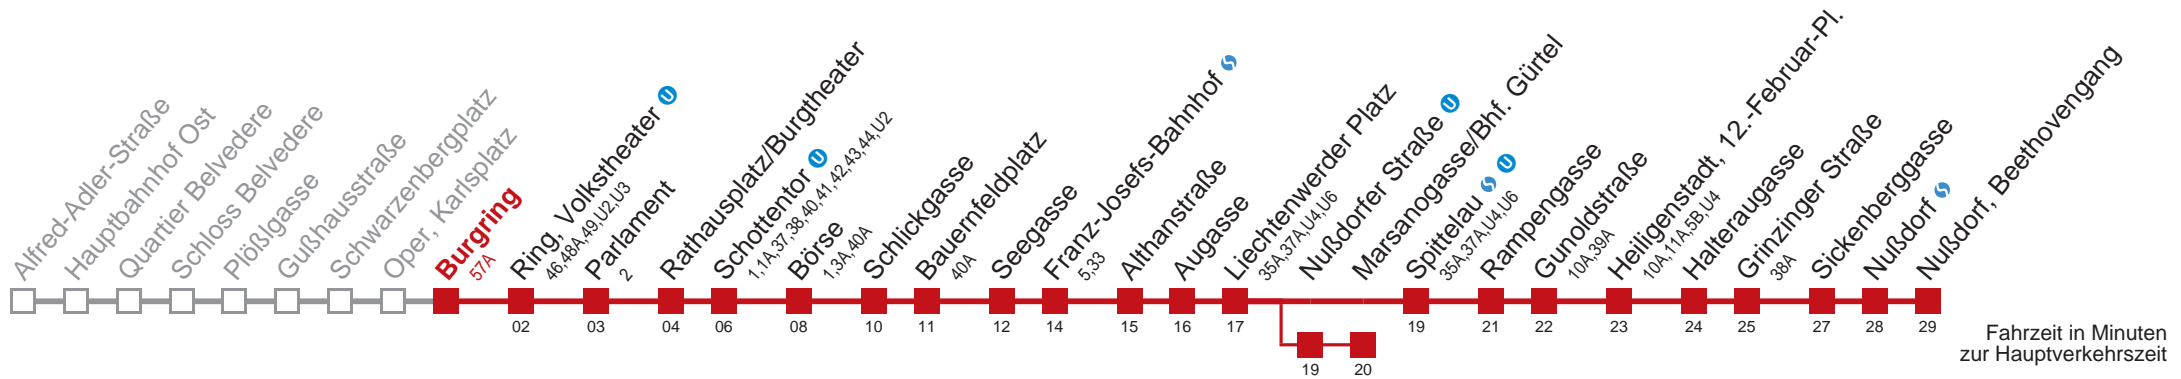 Alfred-Adler-Straße
Hauptbahnhof Ost
Quartier Belvedere
Schloss Belvedere
Plößlgasse
Gußhausstraße
Schwarzenbergplatz
Oper, Karlsplatz
Burgring
57A
Ring, Volkstheater U
46,48A,49,U2,U3
02
Parlament
2
03
Rathausplatz/Burgtheater
04
Schottentor U
1,1A,37,38,40,41,42,43,44,U2
06
Börse
1,3A,40A
08
Schlickgasse
10
Bauernfeldplatz
40A
11
Seegasse
12
Franz-Josefs-Bahnhof S
5,33
14
Althanstraße
15
Augasse
16
Liechtenwerder Platz
35A,37A,U4,U6
17
Nußdorfer Straße U
19
Marsanogasse/Bhf. Gürtel
20
Spittelau S U
35A,37A,U4,U6
19
Rampengasse
21
Gunoldstraße
10A,39A
22
Heiligenstadt, 12.-Februar-Pl.
10A,11A,5B,U4
23
Halteraugasse
24
Grinzinger Straße
38A
25
Sickenberggasse
27
Nußdorf S
28
Nußdorf, Beethovengang
29
Fahrzeit in Minuten
zur Hauptverkehrszeit